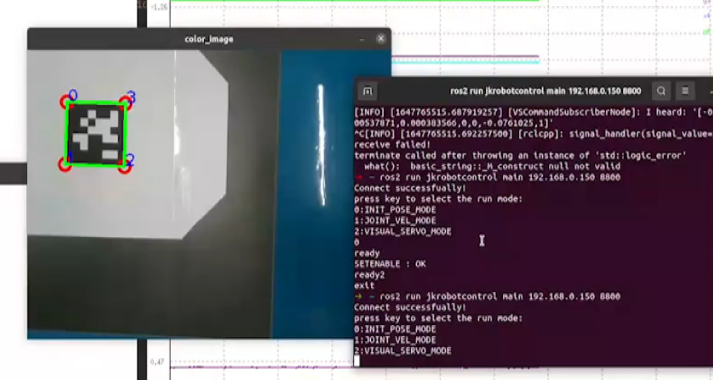 -1.26
color_image
0
3
2
0.47
ros2 run jkrobotcontrol main 192.168.0.150 8800
[INFO] [1647765515.687919257] [VSCommandSubscriberNode]: I heard: '[-0
00537871,0.000383566,0,0,-0.0761025,1]'
^C[INFO] [1647765515.692257500] [rclcpp]: signal_handler(signal_value=
receive failed!
terminate called after throwing an instance of 'std::logic_error'
what(): basic_string::_M_construct null not valid
→ ~ ros2 run jkrobotcontrol main 192.168.0.150 8800
Connect successfually!
press key to select the run mode:
0:INIT_POSE_MODE
1:JOINT_VEL_MODE
2:VISUAL_SERVO_MODE
0
ready
SETENABLE : OK
ready2
exit
→ ~ ros2 run jkrobotcontrol main 192.168.0.150 8800
Connect successfually!
press key to select the run mode:
0:INIT_POSE_MODE
1:JOINT_VEL_MODE
2:VISUAL_SERVO_MODE